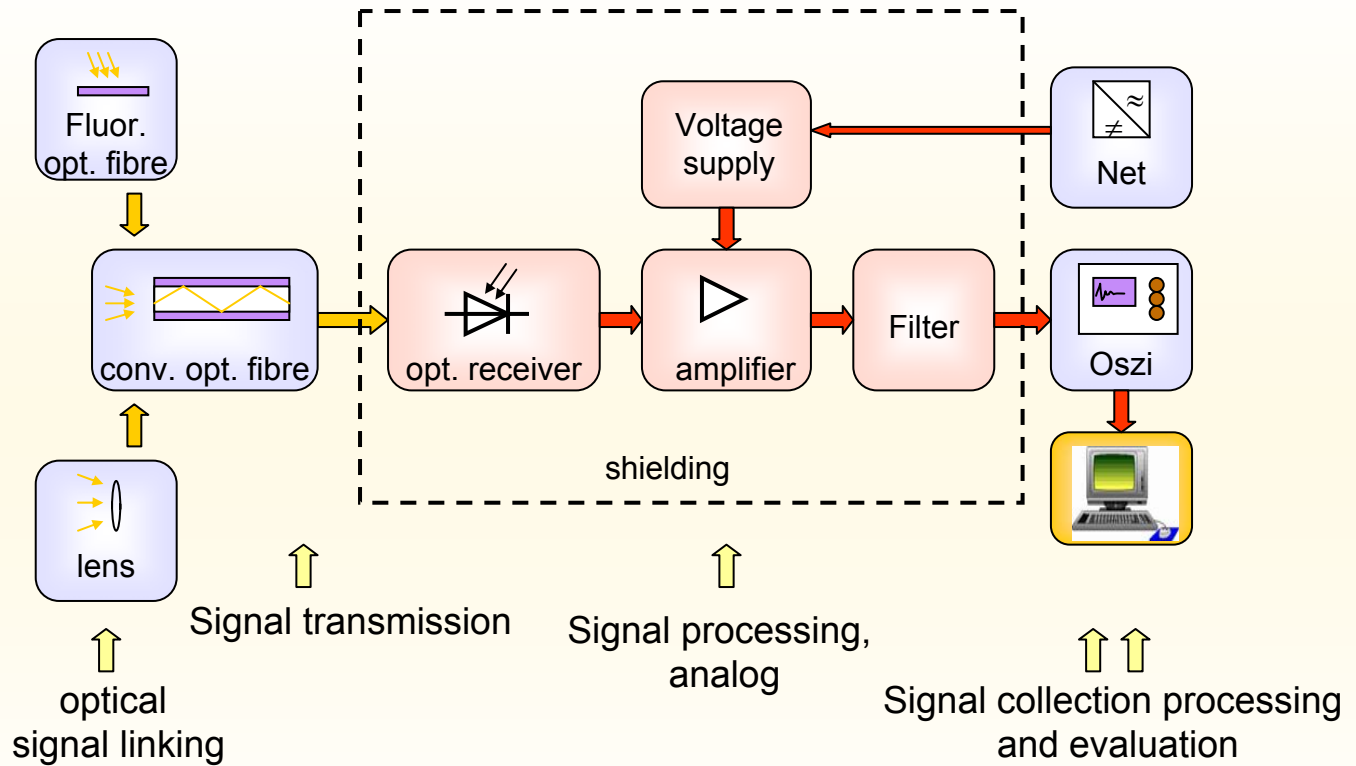 Fluor.
opt. fibre
Voltage
supply
≈
≠
Net
conv. opt. fibre
opt. receiver
amplifier
Filter
Oszi
shielding
lens
Signal transmission
Signal processing,
analog
optical
signal linking
Signal collection processing
and evaluation